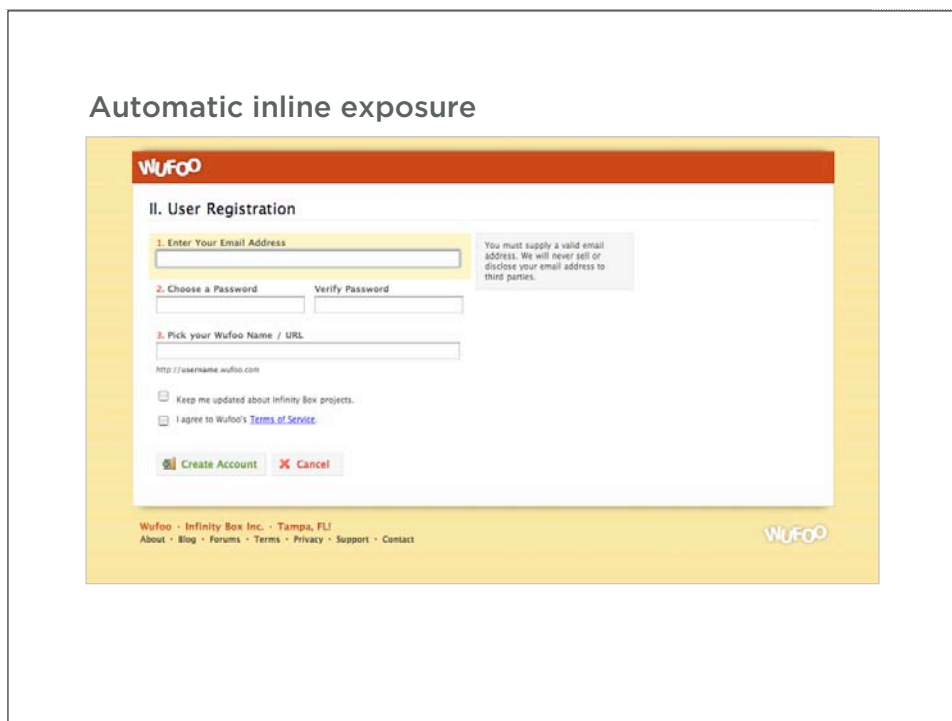 Automatic inline exposure
WUFOO
II. User Registration
1. Enter Your Email Address
You must supply a valid email
address. We will never sell or
disclose your email address to
third parties.
2. Choose a Password Verify Password
3. Pick your Wufoo Name / URL
http://username.wufoo.com
Keep me updated about Infinity Box projects.
I agree to Wufoo's Terms of Service.
Create Account Cancel
Wufoo · Infinity Box Inc. · Tampa, FL!
About · Blog · Forums · Terms · Privacy · Support · Contact
WUFOO